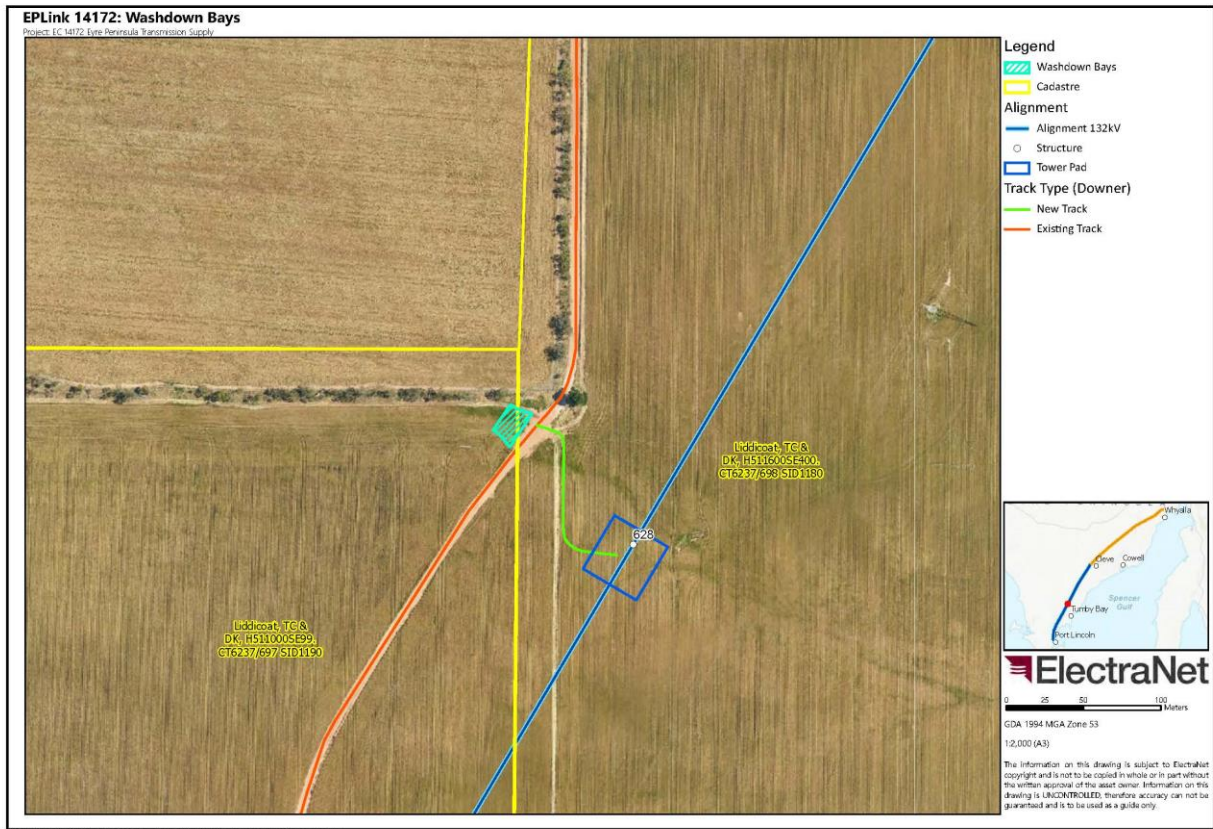 EPLink 14172: Washdown Bays
Project: EC 14172 Eyre Peninsula Transmission Supply
Legend
Washdown Bays
Cadastre
Alignment
Alignment 132kV
Structure
Tower Pad
Track Type (Downer)
New Track
Existing Track
Liddicoat, TC &
DK, H511600SE400.
CT6237/698 SID1180
628
Liddicoat, TC &
DK, H511000SE99.
CT6237/697 SID1190
Whyalla
Cleve
Cowell
Spencer
Gulf
Tumby Bay
Port Lincoln
ElectraNet
0 25 50 100
Meters
GDA 1994 MGA Zone 53
1:2,000 (A3)
The information on this drawing is subject to ElectraNet
copyright and is not to be copied in whole or in part without
the written approval of the asset owner. Information on this
drawing is UNCONTROLLED, therefore accuracy can not be
guaranteed and is to be used as a guide only.